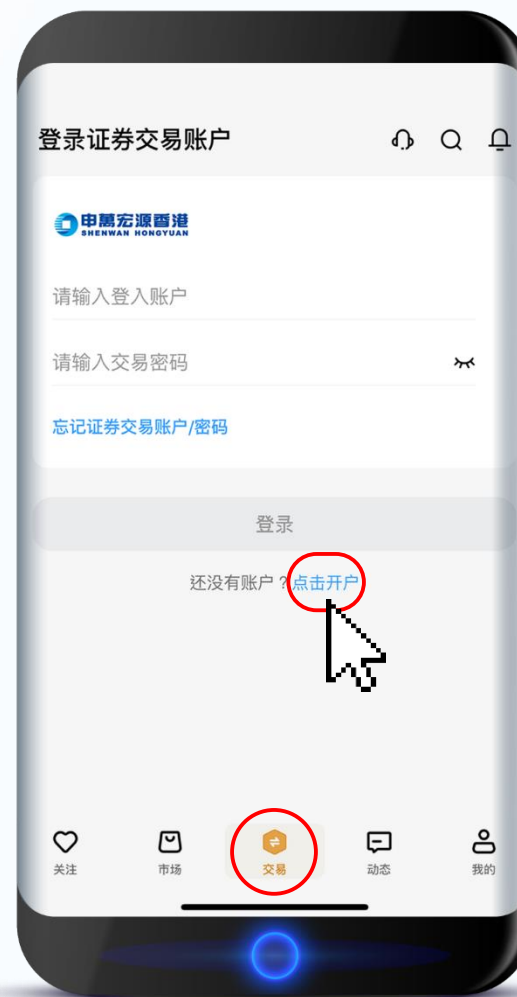 登录证券交易账户
申萬宏源香港
SHENWAN HONGYUAN
请输入登入账户
请输入交易密码
忘记证券交易账户/密码
登录
还没有账户？点击开户
关注 市场 交易 动态 我的